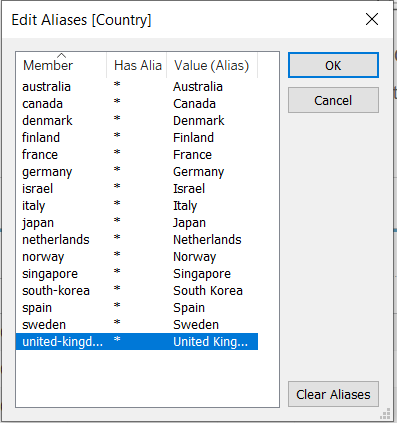 Edit Aliases [Country]
Member Has Alia Value (Alias)
australia * Australia
canada * Canada
denmark * Denmark
finland * Finland
france * France
germany * Germany
israel * Israel
italy * Italy
japan * Japan
netherlands * Netherlands
norway * Norway
singapore * Singapore
south-korea * South Korea
spain * Spain
sweden * Sweden
united-kingd... * United King...
OK
Cancel
Clear Aliases